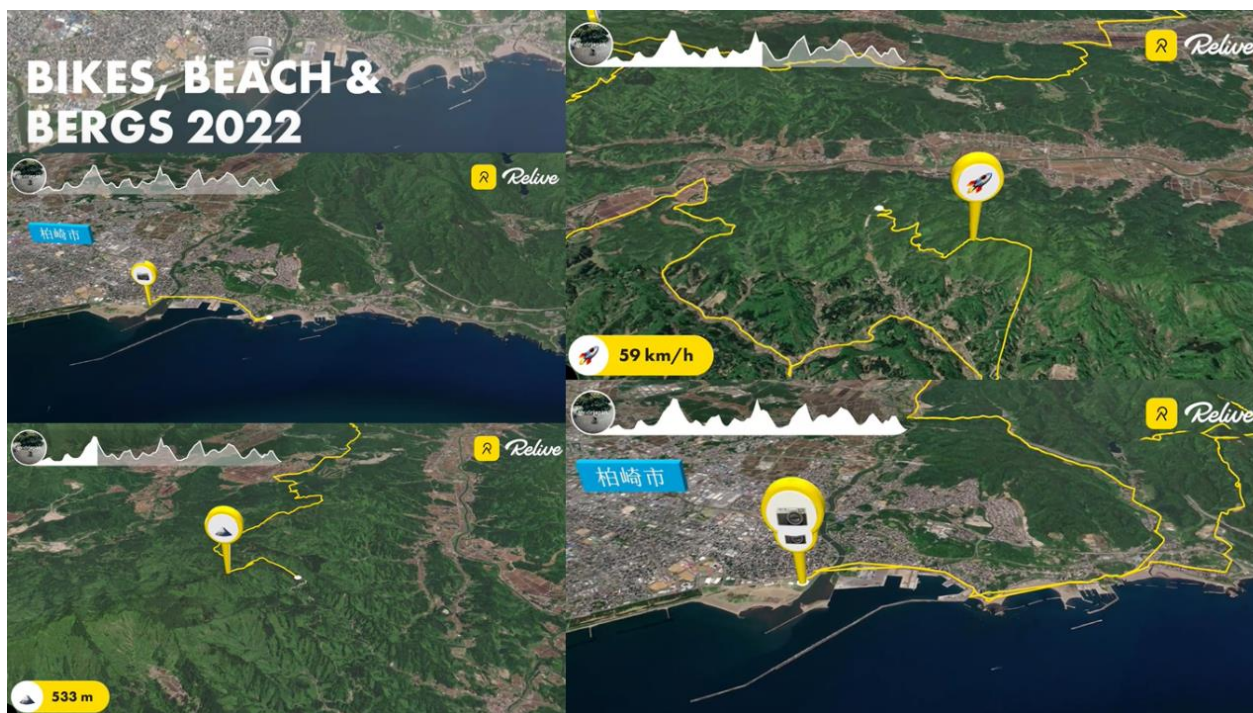 BIKES, BEACH &
BERGS 2022
Relive
柏崎市
Relive
533 m
Relive
59 km/h
Relive
柏崎市